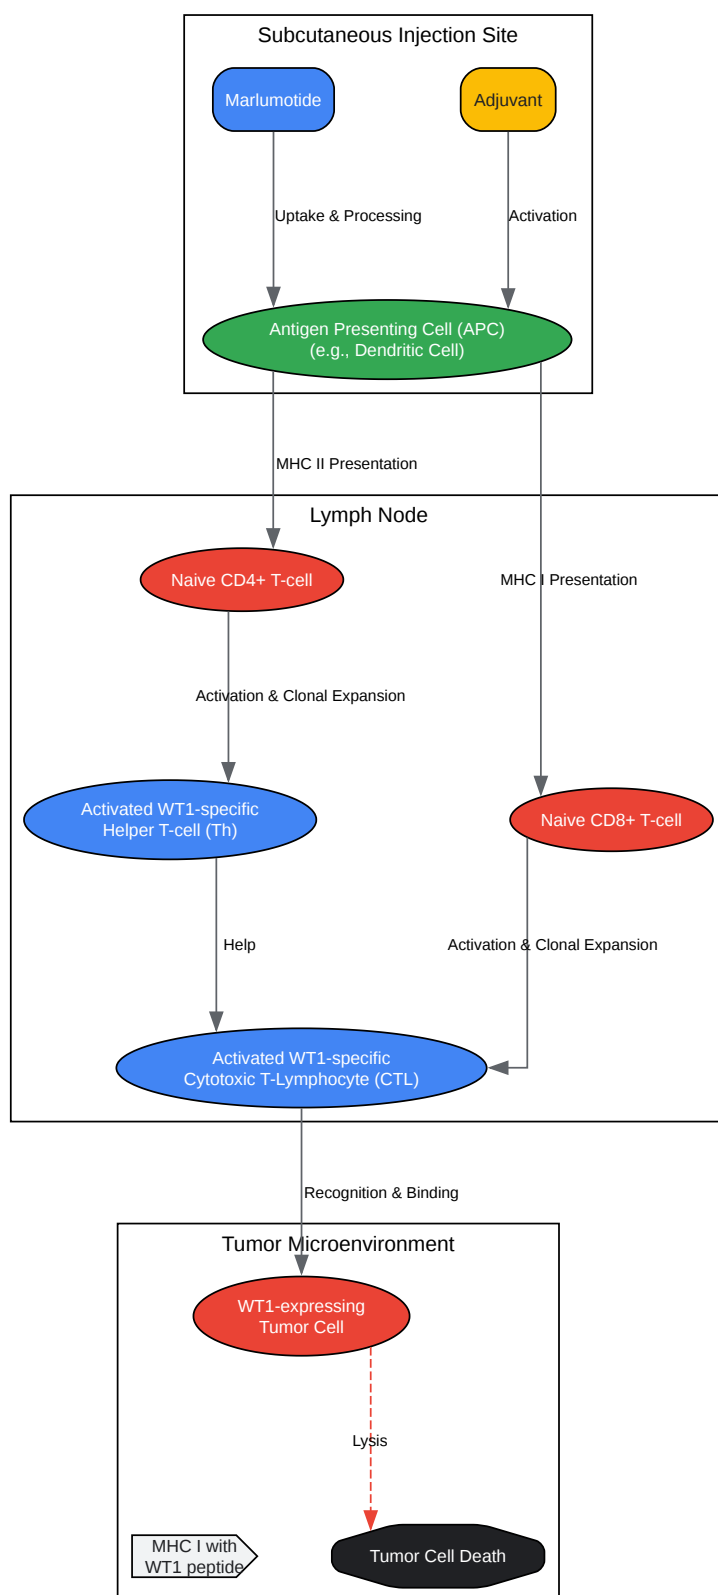 Subcutaneous Injection Site
Marlumotide
Adjuvant
Uptake & Processing
Activation
Antigen Presenting Cell (APC)
(e.g., Dendritic Cell)
MHC II Presentation
Lymph Node
Naive CD4+ T-cell
MHC I Presentation
Activation & Clonal Expansion
Activated WT1-specific
Helper T-cell (Th)
Naive CD8+ T-cell
Help
Activation & Clonal Expansion
Activated WT1-specific
Cytotoxic T-Lymphocyte (CTL)
Recognition & Binding
Tumor Microenvironment
WT1-expressing
Tumor Cell
Lysis
MHC I with
WT1 peptide
Tumor Cell Death